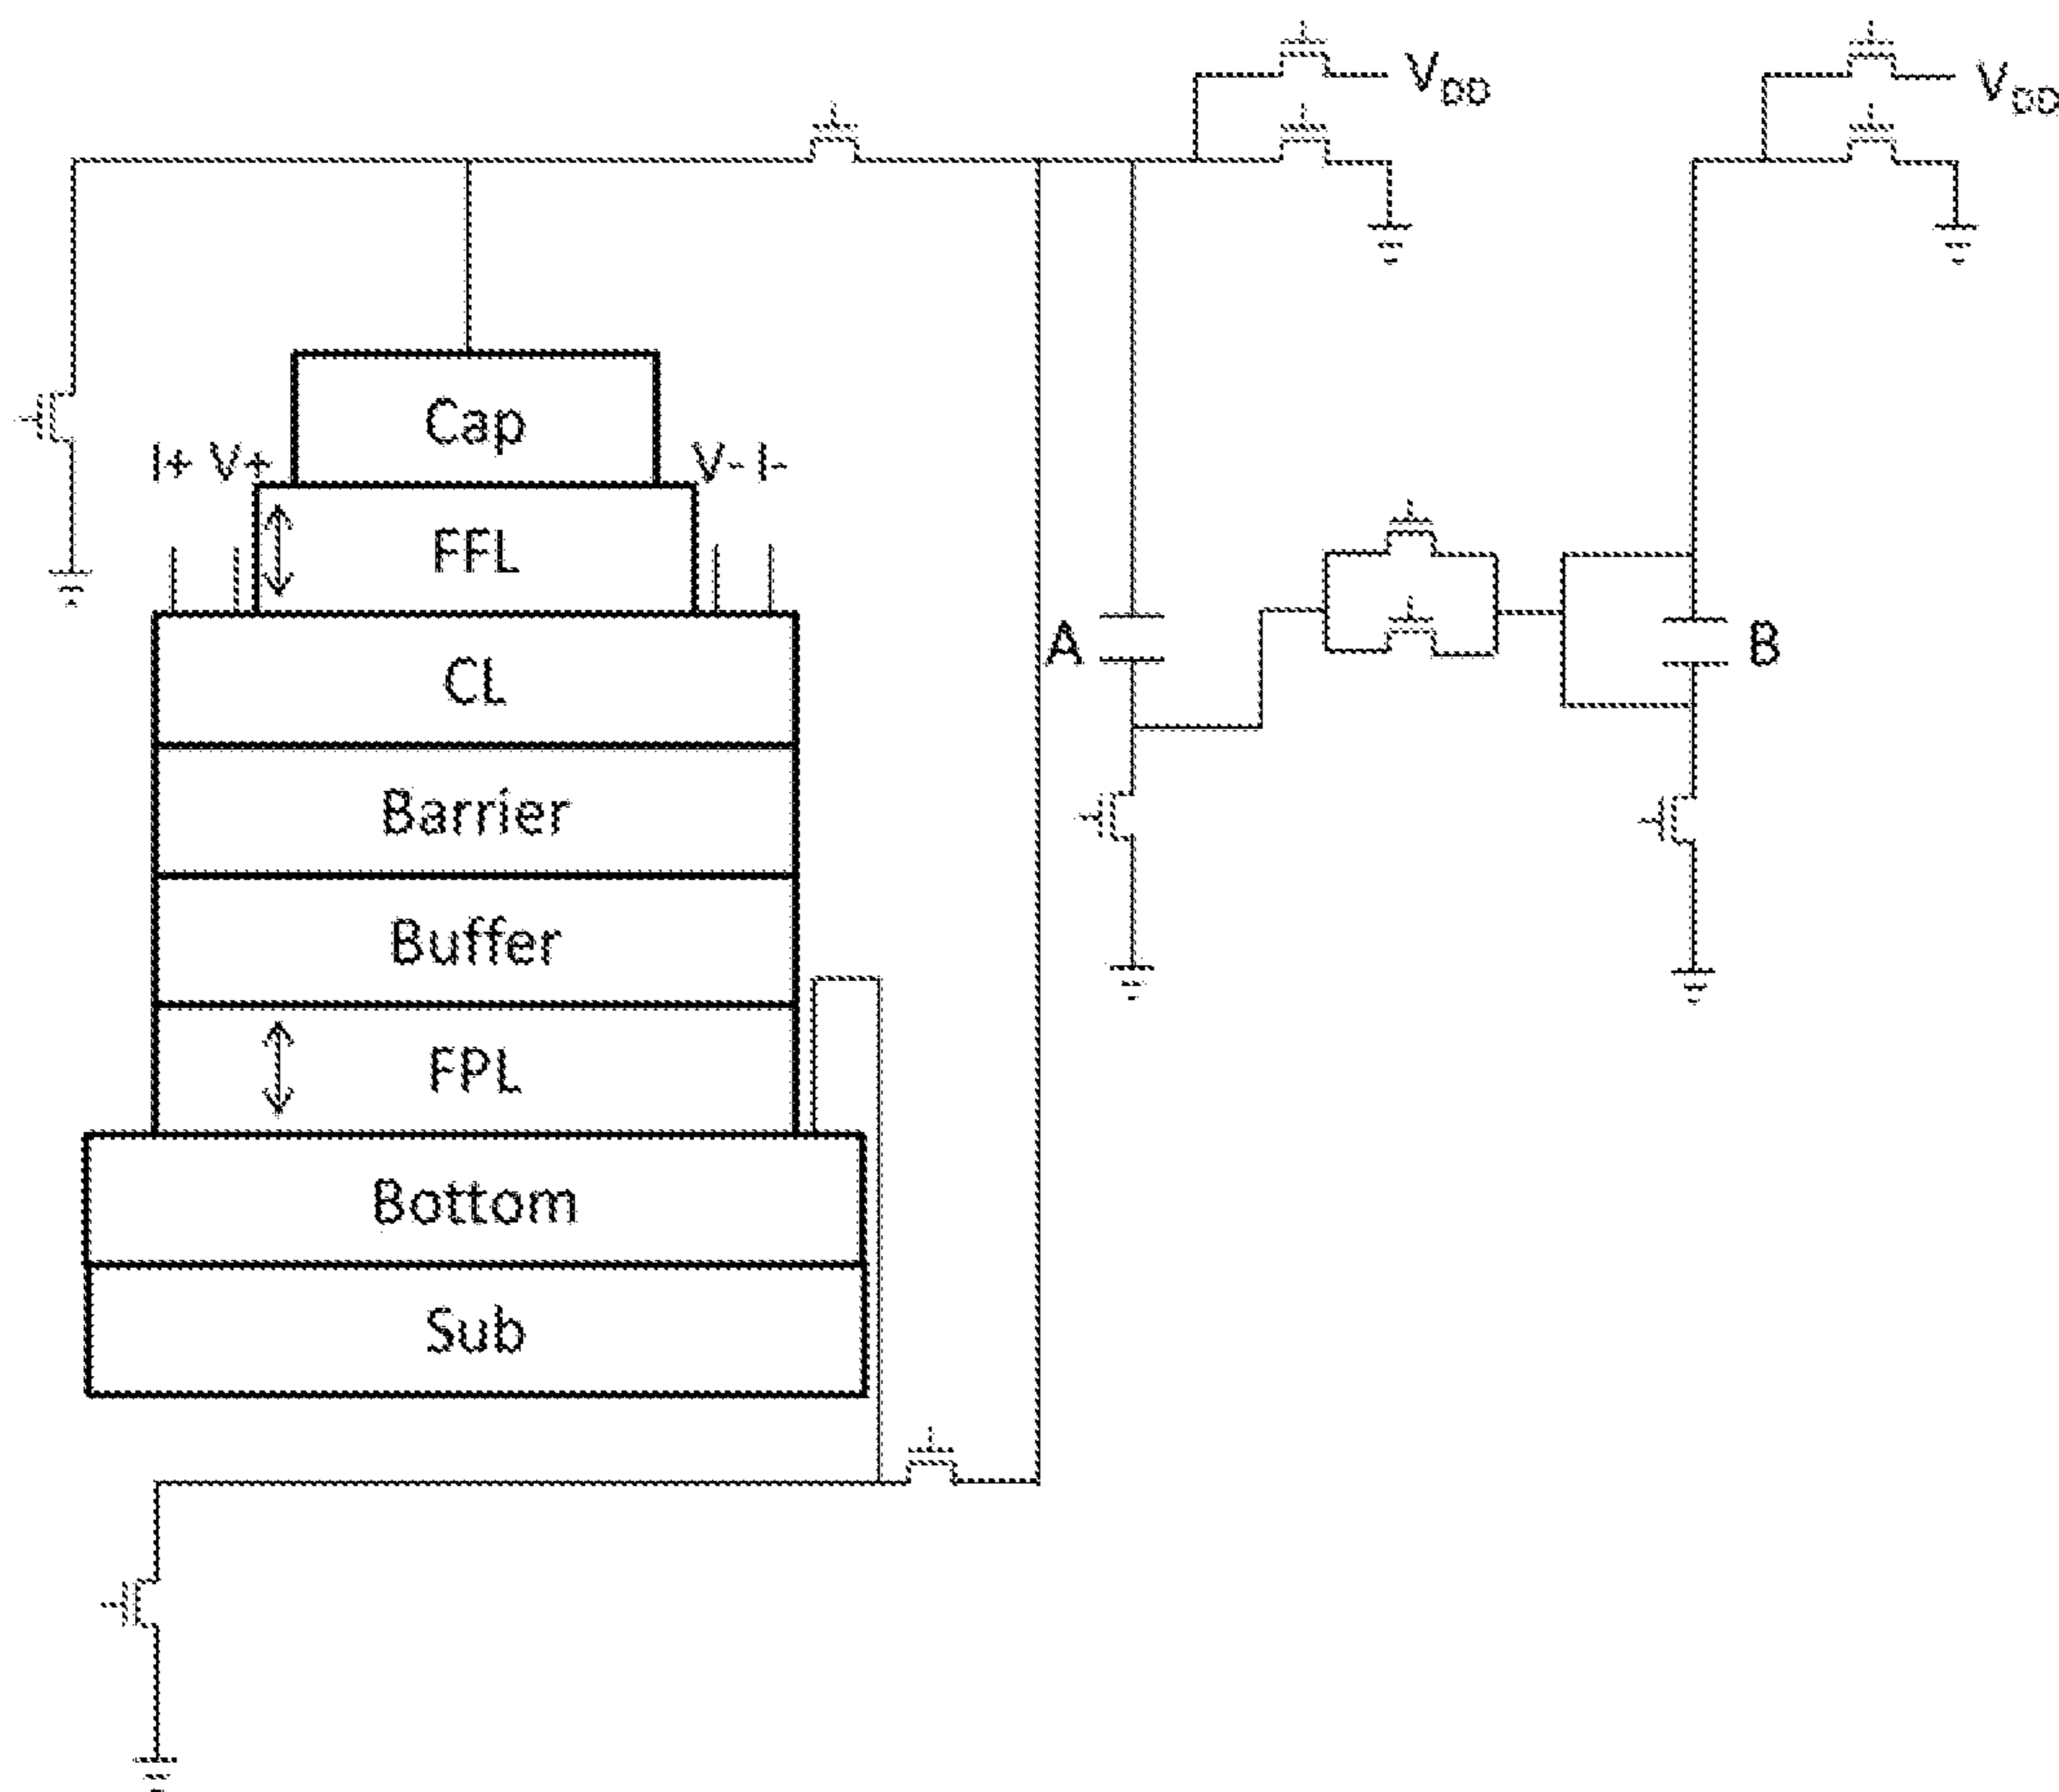 V_DD
V_DD
Cap
I+ V+
V- I-
FFL
CL
A
B
Barrier
Buffer
FPL
Bottom
Sub